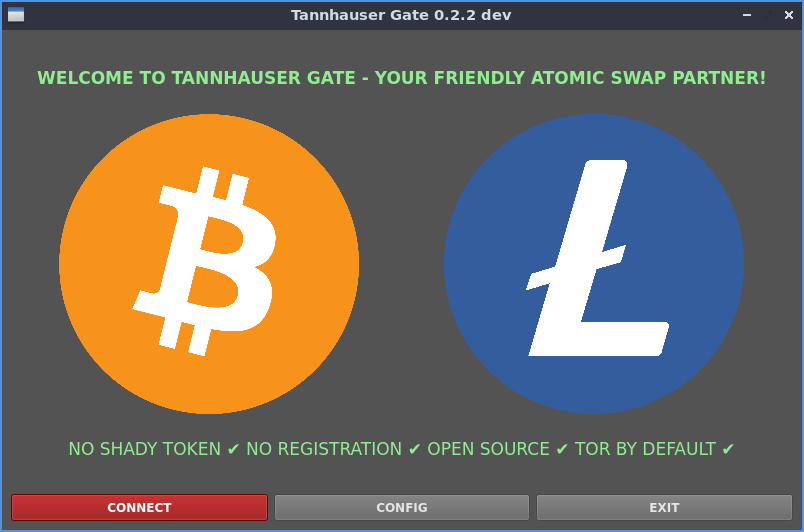 Tannhauser Gate 0.2.2 dev
WELCOME TO TANNHAUSER GATE - YOUR FRIENDLY ATOMIC SWAP PARTNER!
NO SHADY TOKEN ✔ NO REGISTRATION ✔ OPEN SOURCE ✔ TOR BY DEFAULT ✔
CONNECT CONFIG EXIT